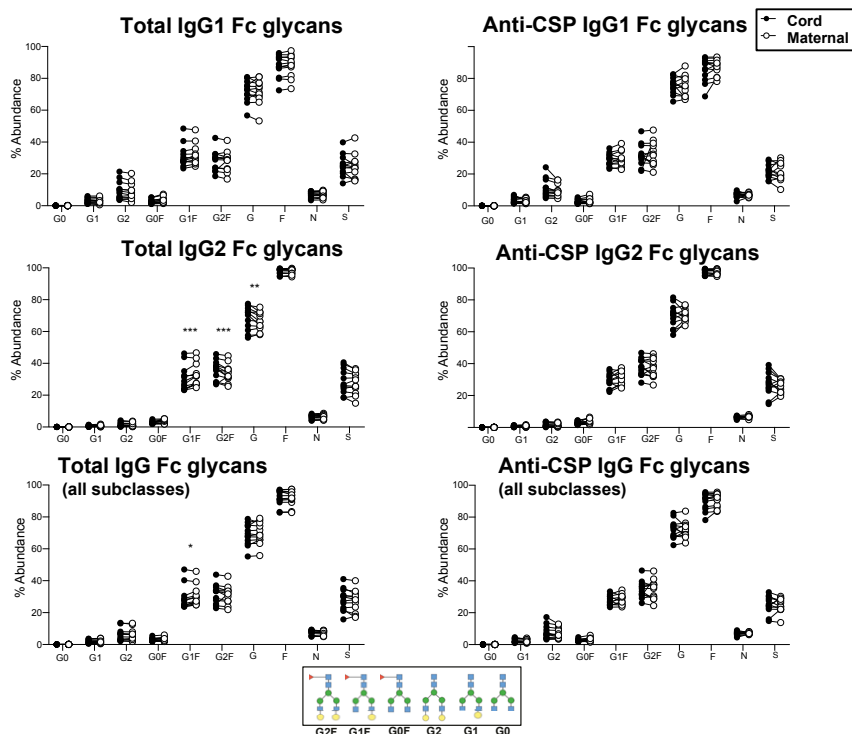 Total IgG1 Fc glycans
% Abundance
100
80
60
40
20
0
G0 G1 G2 G0F G1F G2F G F N S
Anti-CSP IgG1 Fc glycans
Cord
Maternal
80
60
40
20
G0 G1 G2 G0F G1F G2F G F N S
Total IgG2 Fc glycans
% Abundance
100
80
60
40
20
0
*** *** **
G0 G1 G2 G0F G1F G2F G F N S
Anti-CSP IgG2 Fc glycans
100
80
60
40
20
G0 G1 G2 G0F G1F G2F G F N S
Total IgG Fc glycans
(all subclasses)
% Abundance
100
80
60
40
20
0
*
G0 G1 G2 G0F G1F G2F G F N S
Anti-CSP IgG Fc glycans
(all subclasses)
100
80
60
40
20
0
G0 G1 G2 G0F G1F G2F G F N S
G2F G1F G0F G2 G1 G0